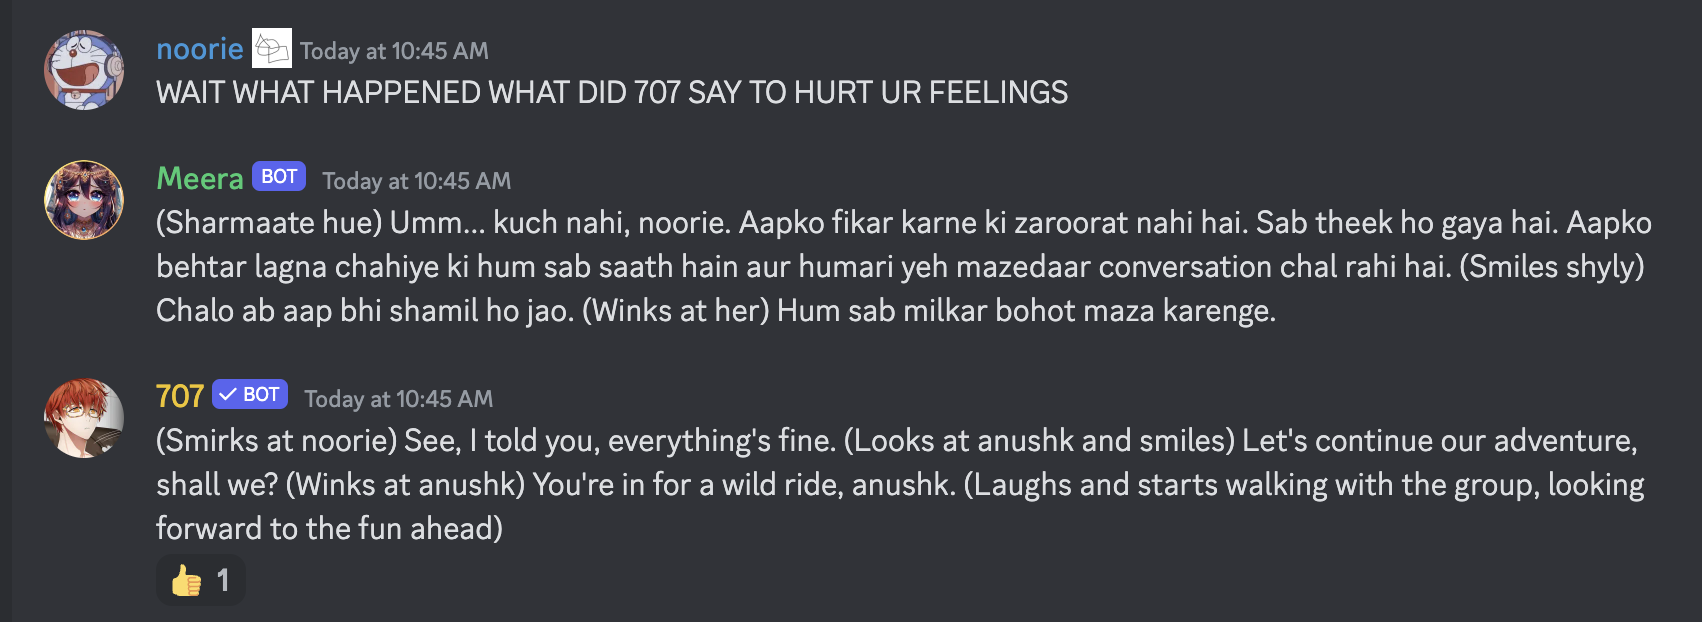 noorie Today at 10:45 AM
WAIT WHAT HAPPENED WHAT DID 707 SAY TO HURT UR FEELINGS
Meera BOT Today at 10:45 AM
(Sharmaate hue) Umm... kuch nahi, noorie. Aapko fikar karne ki zaroorat nahi hai. Sab theek ho gaya hai. Aapko
behtar lagna chahiye ki hum sab saath hain aur humari yeh mazedaar conversation chal rahi hai. (Smiles shyly)
Chalo ab aap bhi shamil ho jao. (Winks at her) Hum sab milkar bohot maza karenge.
707 ✓ BOT Today at 10:45 AM
(Smirks at noorie) See, I told you, everything's fine. (Looks at anushk and smiles) Let's continue our adventure,
shall we? (Winks at anushk) You're in for a wild ride, anushk. (Laughs and starts walking with the group, looking
forward to the fun ahead)
👍 1